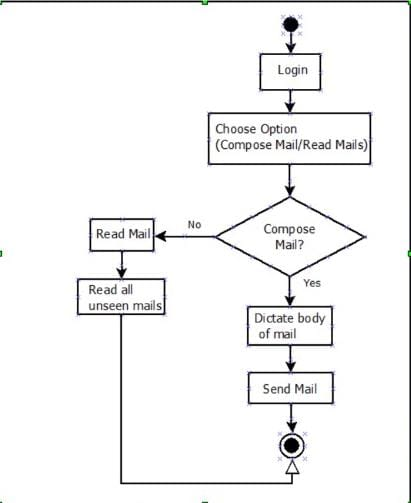 Login
Choose Option
(Compose Mail/Read Mails)
Compose
Mail?
No
Read Mail
Read all
unseen mails
Yes
Dictate body
of mail
Send Mail